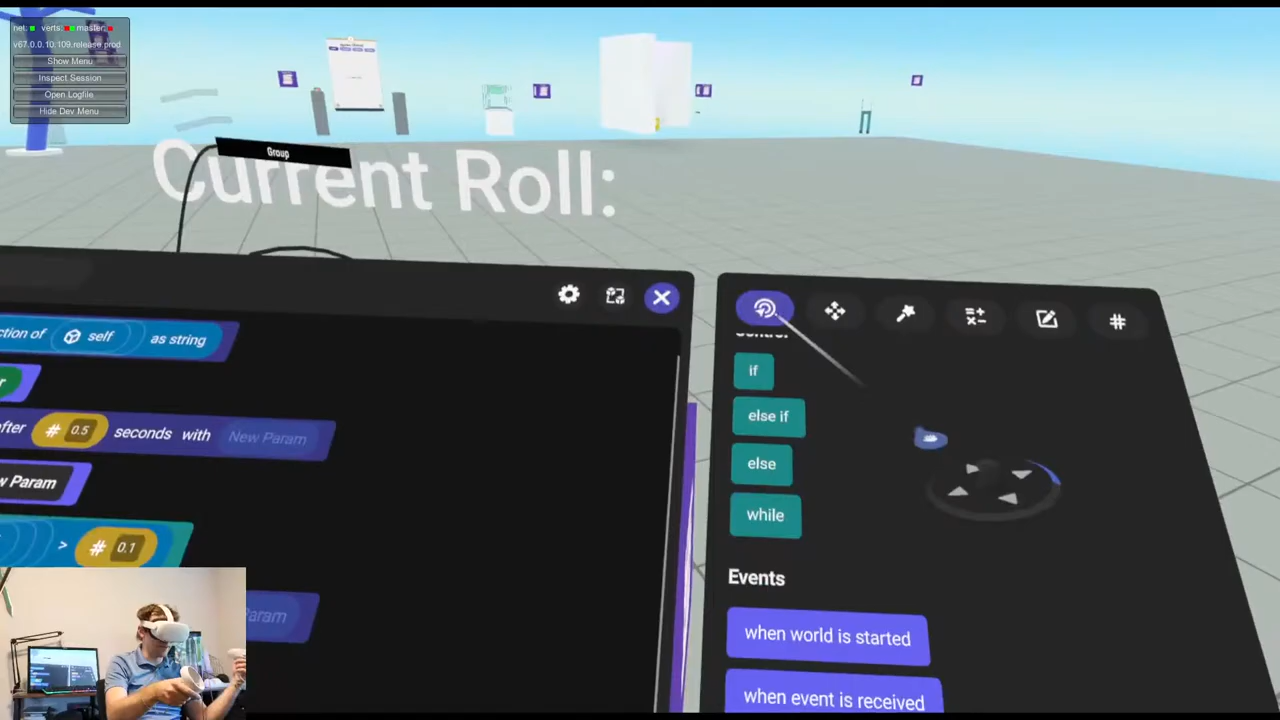 net: verts: master:
v67.0.0.10.109.release.prod
Show Menu
Inspect Session
Open Logfile
Hide Dev Menu
Group
Current Roll:
ction of self as string
r
after # 0.5 seconds with New Param
w Param
> # 0.1
Param
if
else if
else
while
Events
when world is started
when event is received